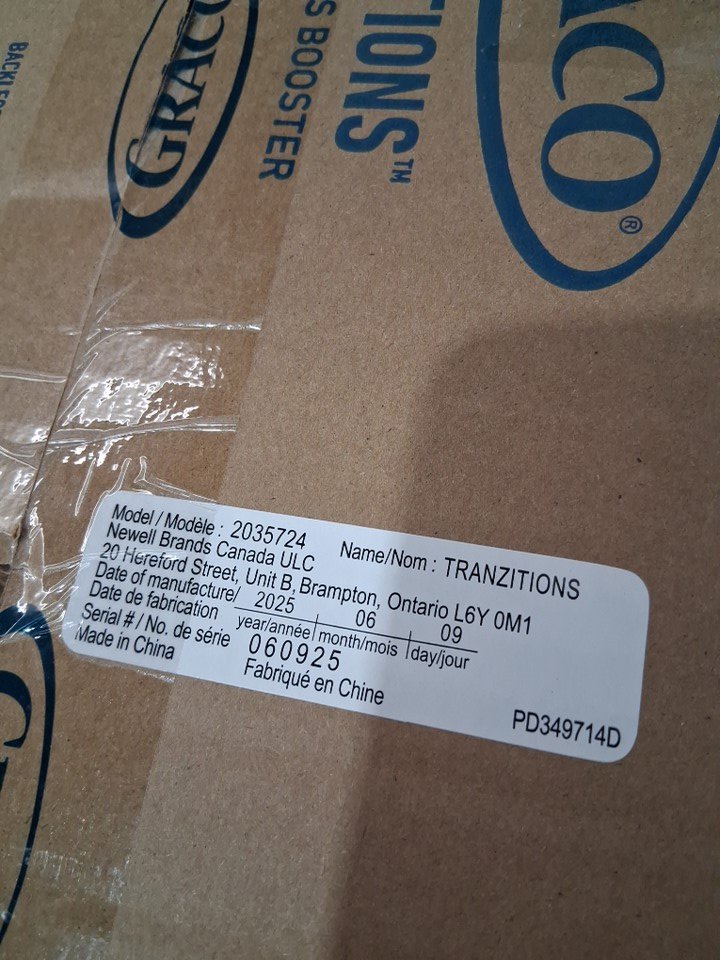 GRACO
S BOOSTER
TIONS™
ACO®
Model / Modèle : 2035724 Name/Nom : TRANZITIONS
Newell Brands Canada ULC
20 Hereford Street, Unit B, Brampton, Ontario L6Y 0M1
Date of manufacture/ 2025 06 09
Date de fabrication year/année month/mois day/jour
Serial # / No. de série 060925
Made in China Fabriqué en Chine
PD349714D